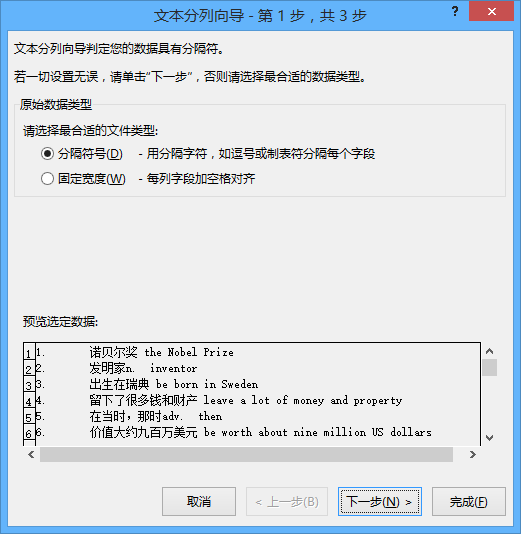 文本分列向导 - 第 1 步，共 3 步
?
文本分列向导判定您的数据具有分隔符。
若一切设置无误，请单击“下一步”，否则请选择最合适的数据类型。
原始数据类型
请选择最合适的文件类型:
分隔符号(D) - 用分隔字符，如逗号或制表符分隔每个字段
固定宽度(W) - 每列字段加空格对齐
预览选定数据:
1 1. 诺贝尔奖 the Nobel Prize
2 2. 发明家n. inventor
3 3. 出生在瑞典 be born in Sweden
4 4. 留下了很多钱和财产 leave a lot of money and property
5 5. 在当时，那时adv. then
6 6. 价值大约九百万美元 be worth about nine million US dollars
取消 < 上一步(B) 下一步(N) > 完成(F)